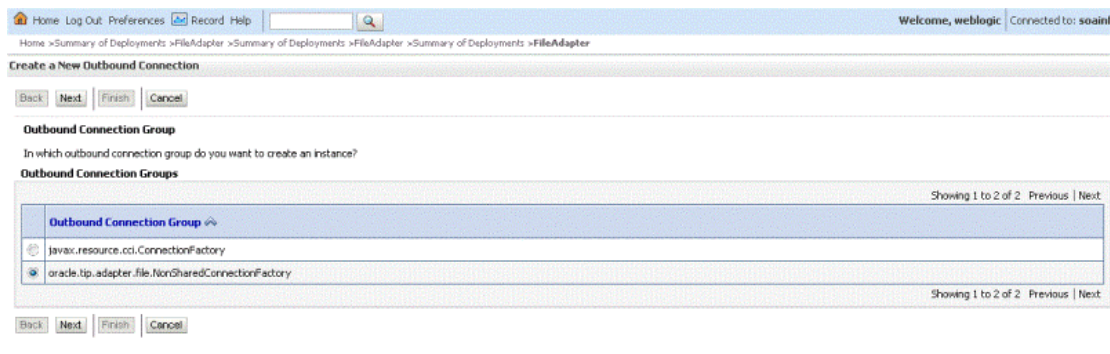 Home Log Out Preferences Record Help Welcome, weblogic Connected to:
Home >Summary of Deployments >FileAdapter >Summary of Deployments >FileAdapter >Summary of Deployments >FileAdapter
Create a New Outbound Connection
Back Next Finish Cancel
Outbound Connection Group
In which outbound connection group do you want to create an instance?
Outbound Connection Groups
Showing 1 to 2 of 2 Previous | Next
Outbound Connection Group
javax.resource.cci.ConnectionFactory
oracle.tip.adapter.file.NonSharedConnectionFactory
Showing 1 to 2 of 2 Previous | Next
Back Next Finish Cancel